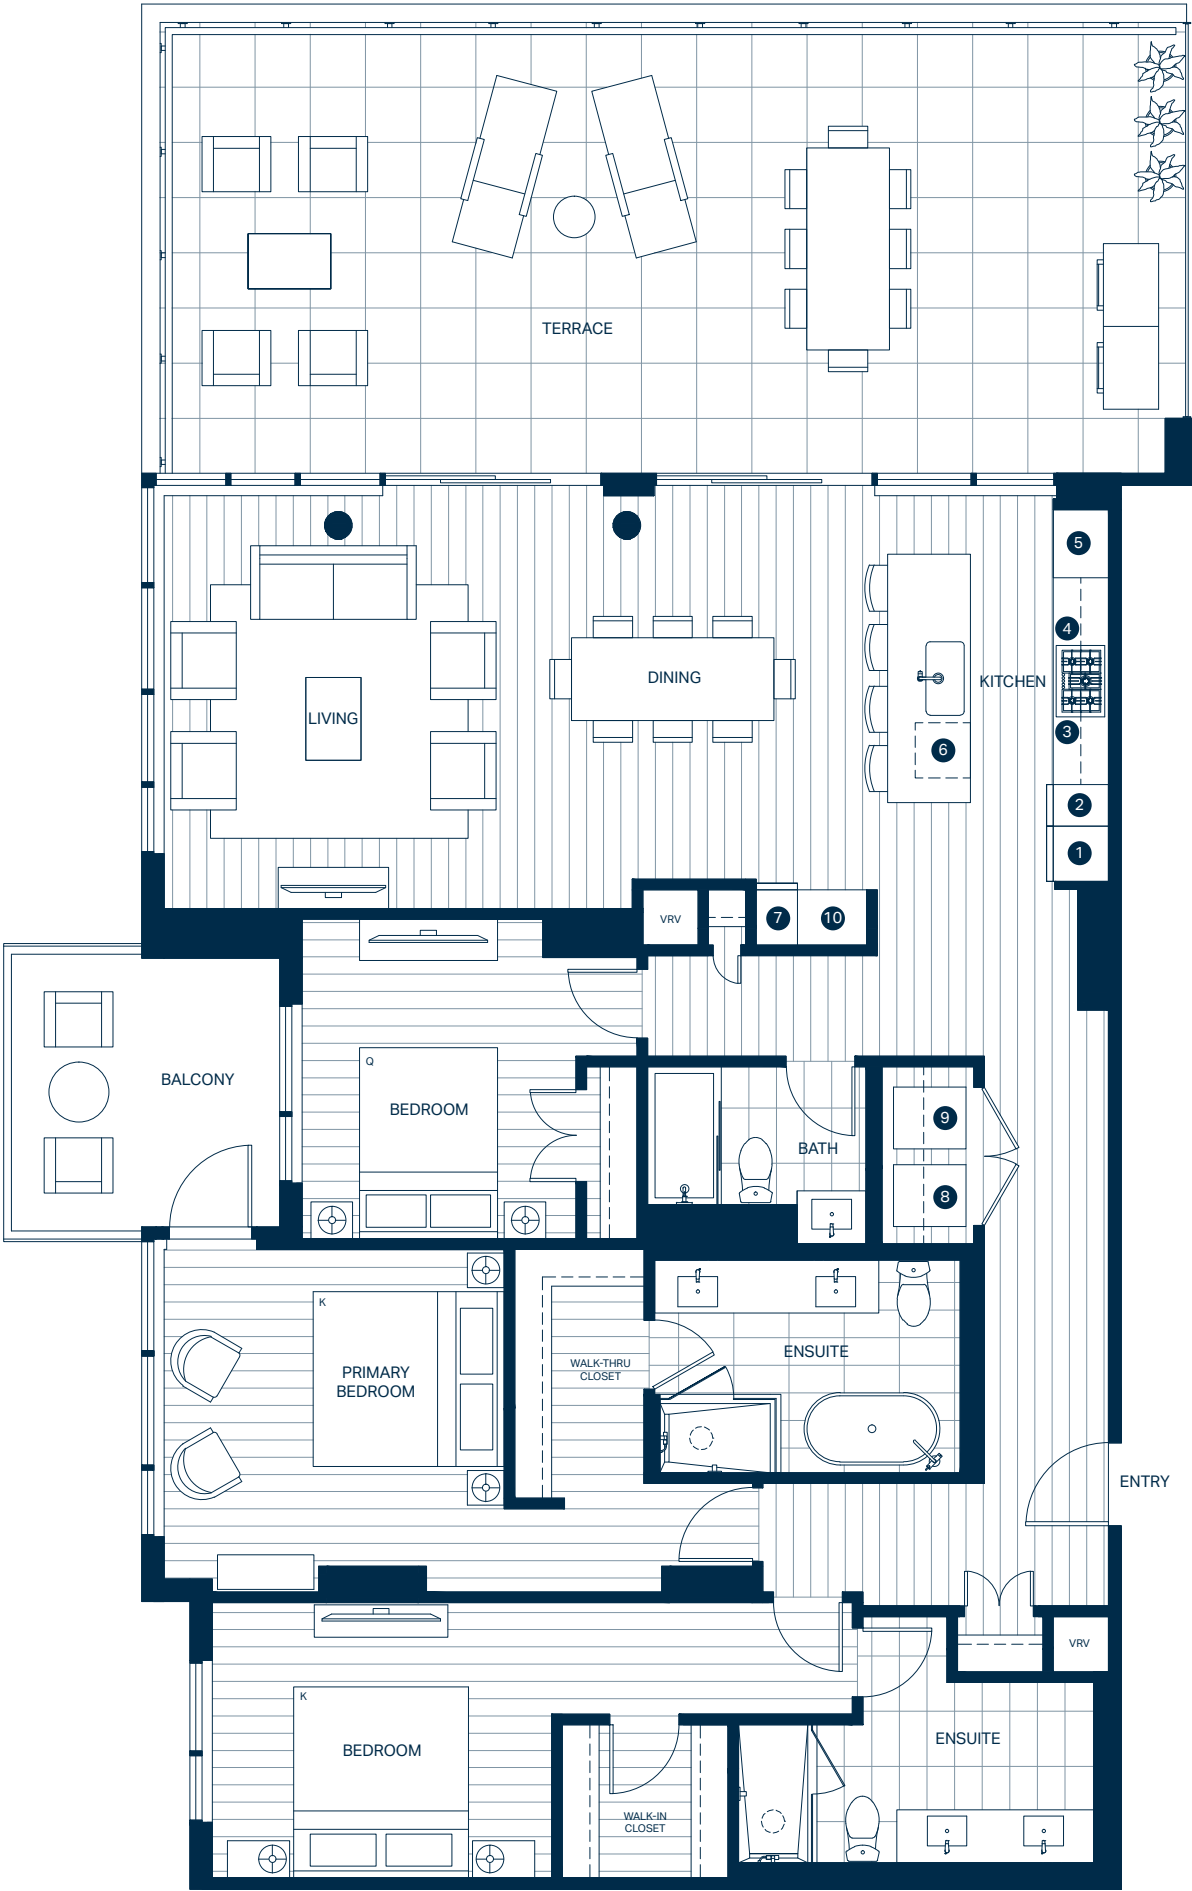 TERRACE
5
4
DINING
KITCHEN
LIVING
3
6
2
1
VRV
7
10
Q
BALCONY
BEDROOM
9
BATH
8
K
ENSUITE
WALK-THRU
CLOSET
PRIMARY
BEDROOM
ENTRY
VRV
K
ENSUITE
BEDROOM
WALK-IN
CLOSET